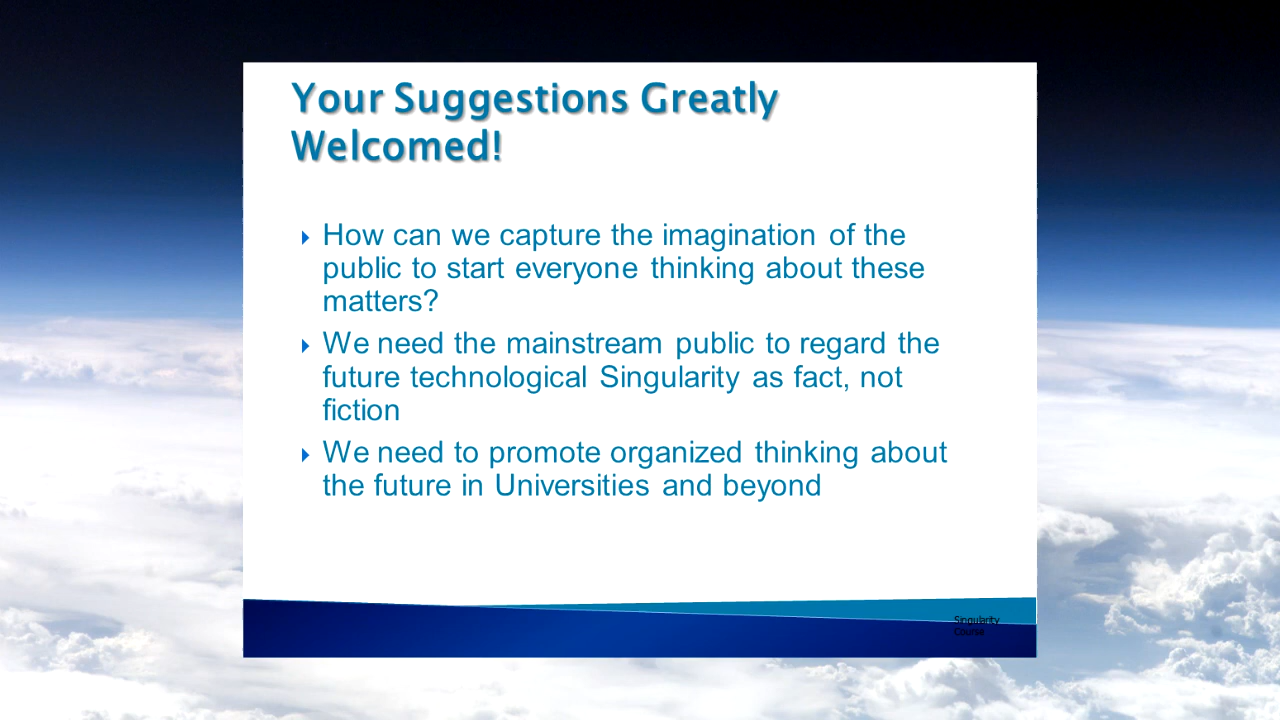 Your Suggestions Greatly
Welcomed!
How can we capture the imagination of the
public to start everyone thinking about these
matters?
We need the mainstream public to regard the
future technological Singularity as fact, not
fiction
We need to promote organized thinking about
the future in Universities and beyond
Singularity
Course